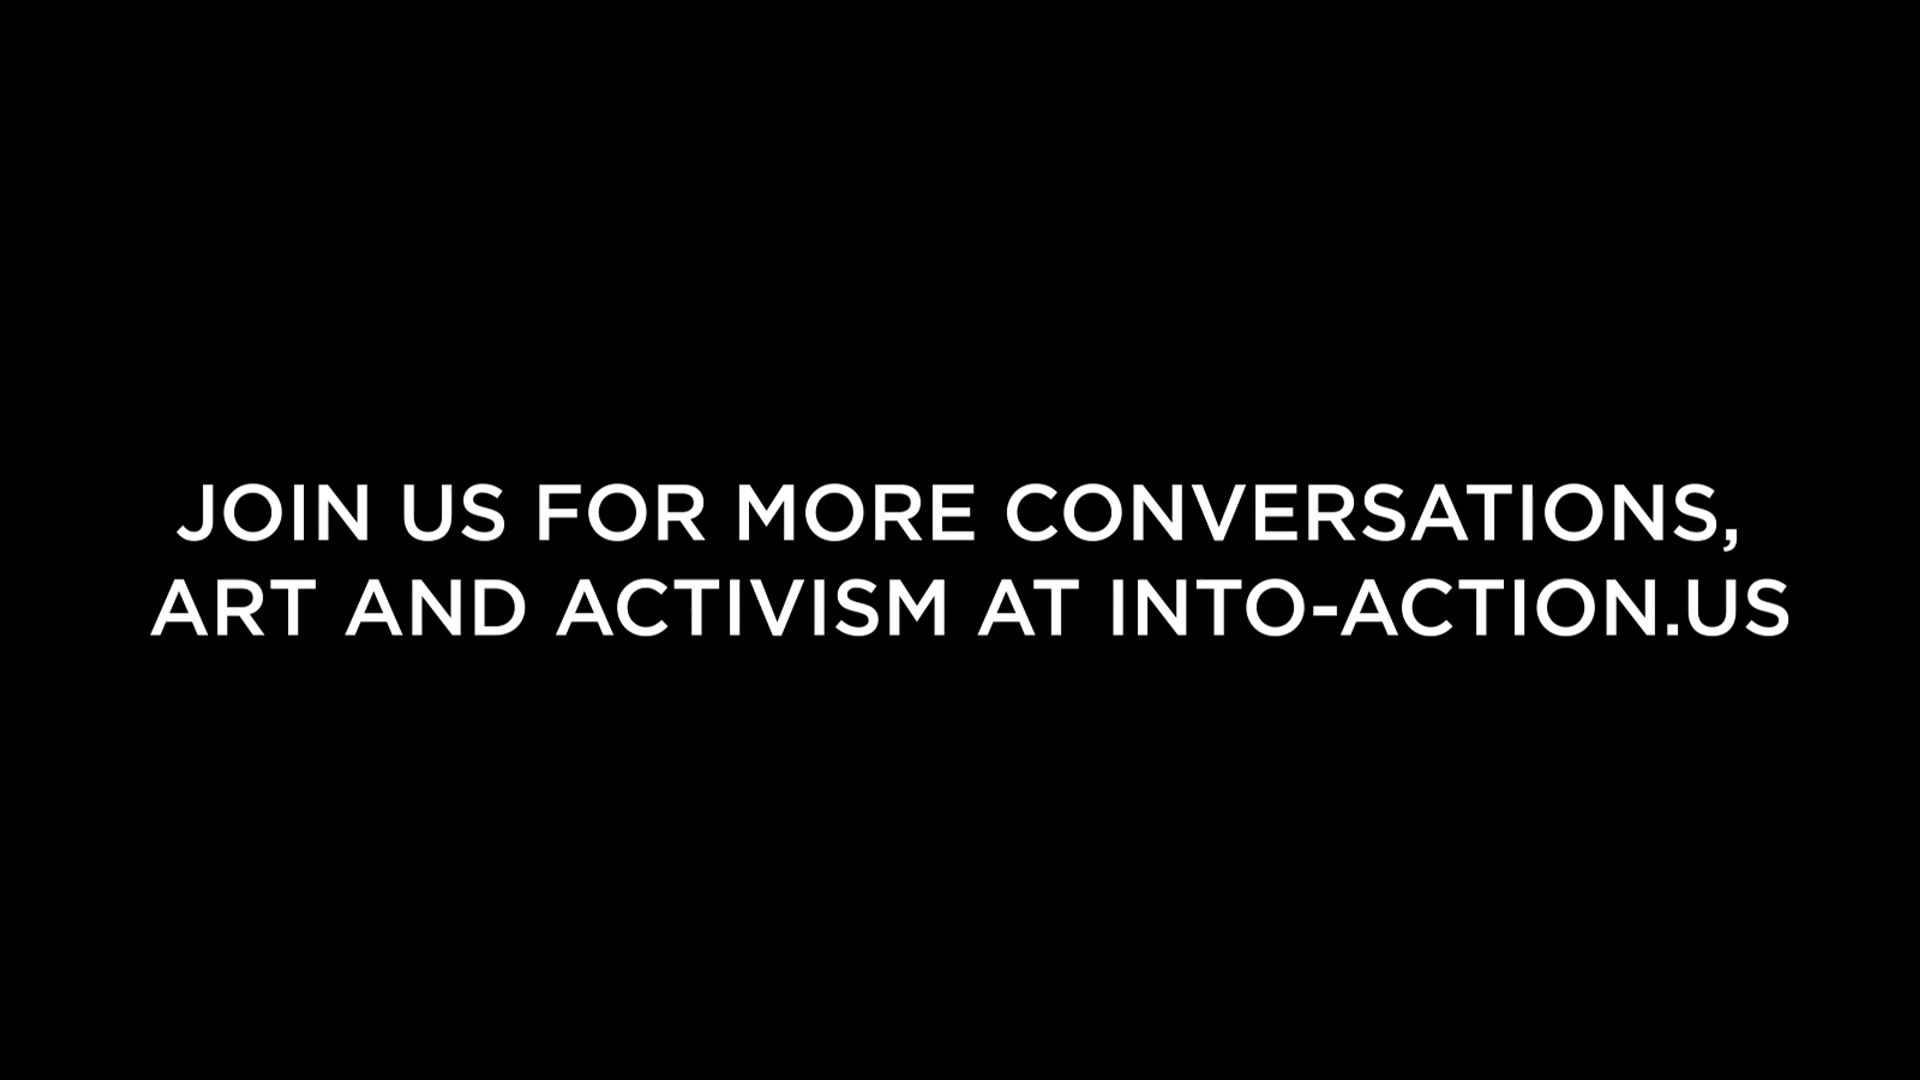 JOIN US FOR MORE CONVERSATIONS,
ART AND ACTIVISM AT INTO-ACTION.US